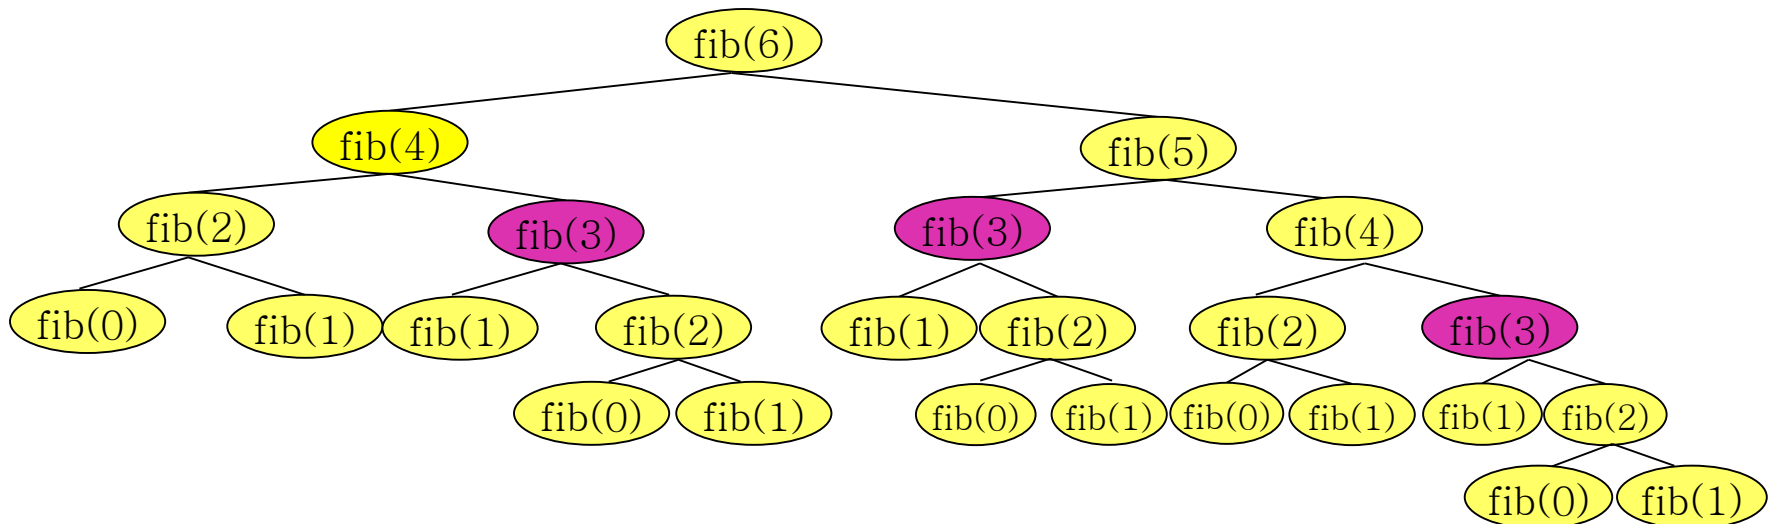 fib(6)
fib(4) fib(5)
fib(2) fib(3) fib(3) fib(4)
fib(0) fib(1) fib(1) fib(2) fib(1) fib(2) fib(2) fib(3)
fib(0) fib(1) fib(0) fib(1) fib(0) fib(1) fib(1) fib(2)
fib(0) fib(1)